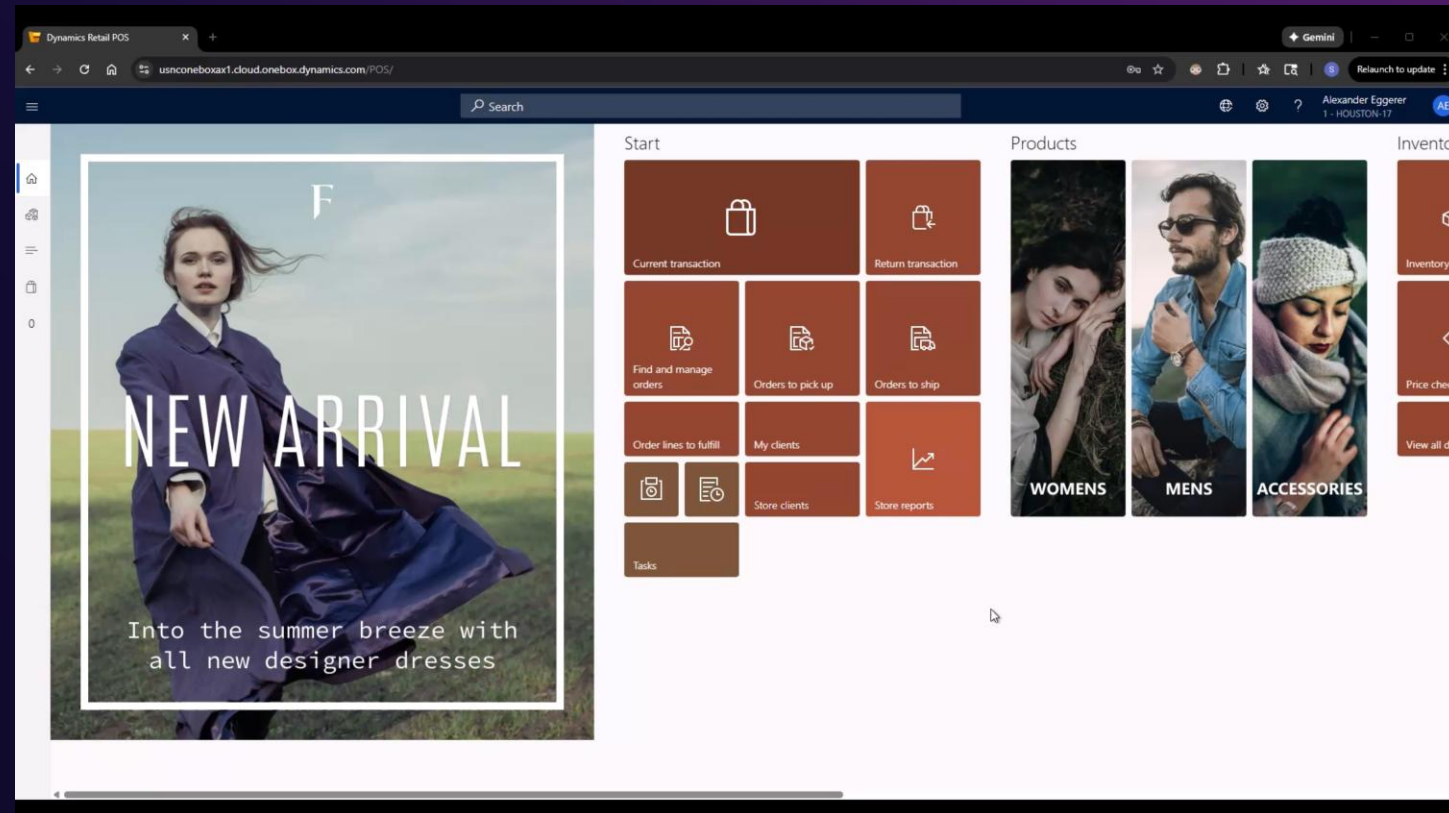 Dynamics Retail POS
Gemini
usnconeboxax1.cloud.onebox.dynamics.com/POS/
S
Relaunch to update
Search
?
Alexander Eggerer
1 - HOUSTON-17
AE
Start
Products
Invento
0
F
NEW ARRIVAL
Into the summer breeze with
all new designer dresses
Current transaction
Return transaction
Find and manage
orders
Orders to pick up
Orders to ship
Order lines to fulfill
My clients
Store clients
Store reports
Tasks
WOMENS
MENS
ACCESSORIES
Inventory
Price chec
View all d